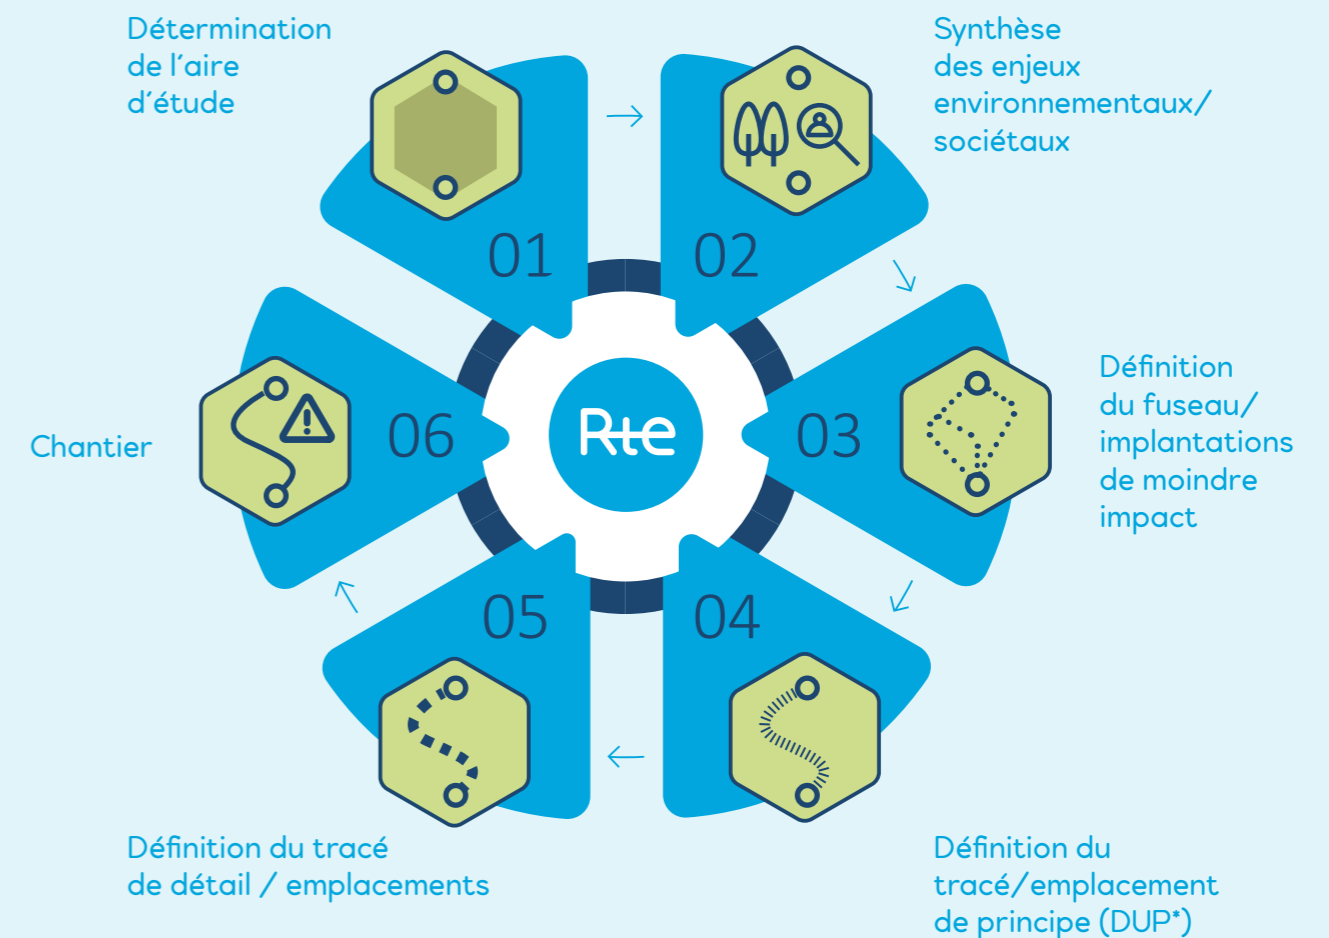 Détermination
de l'aire
d'étude
01
Synthèse
des enjeux
environnementaux/
sociétaux
02
Définition
du fuseau/
implantations
de moindre
impact
03
Définition du
tracé/emplacement
de principe (DUP*)
04
Définition du tracé
de détail / emplacements
05
Chantier
06
Rte